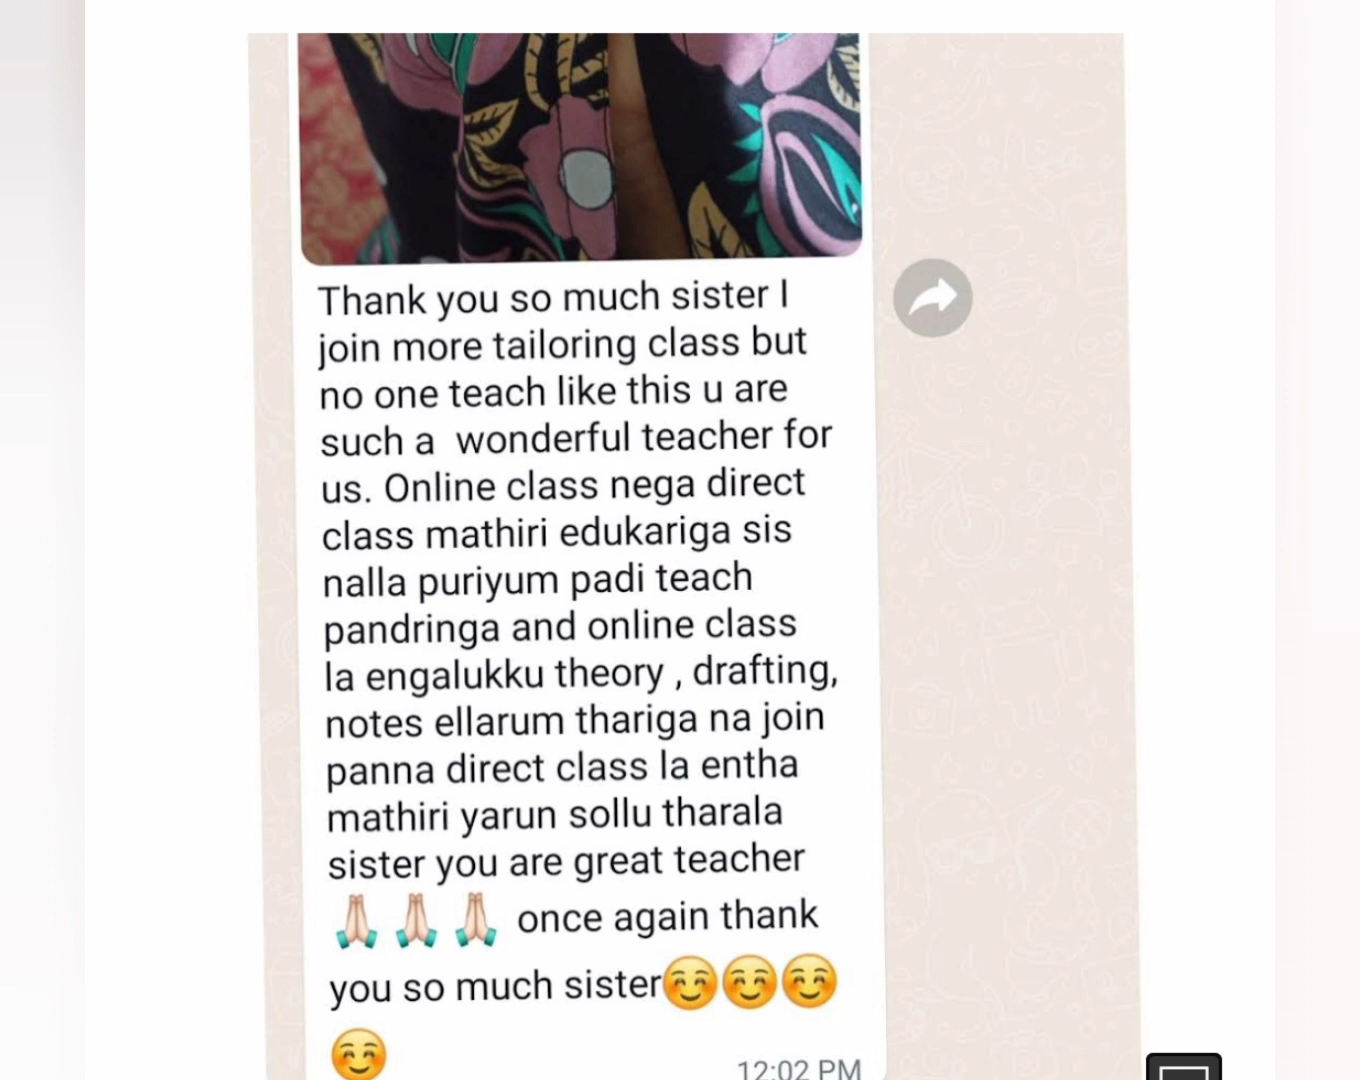 Thank you so much sister I
join more tailoring class but
no one teach like this u are
such a  wonderful teacher for
us. Online class nega direct
class mathiri edukariga sis
nalla puriyum padi teach
pandringa and online class
la engalukku theory , drafting,
notes ellarum thariga na join
panna direct class la entha
mathiri yarun sollu tharala
sister you are great teacher
🙏🏻 🙏🏻 🙏🏻 once again thank
you so much sister☺️☺️☺️
☺️
12:02 PM